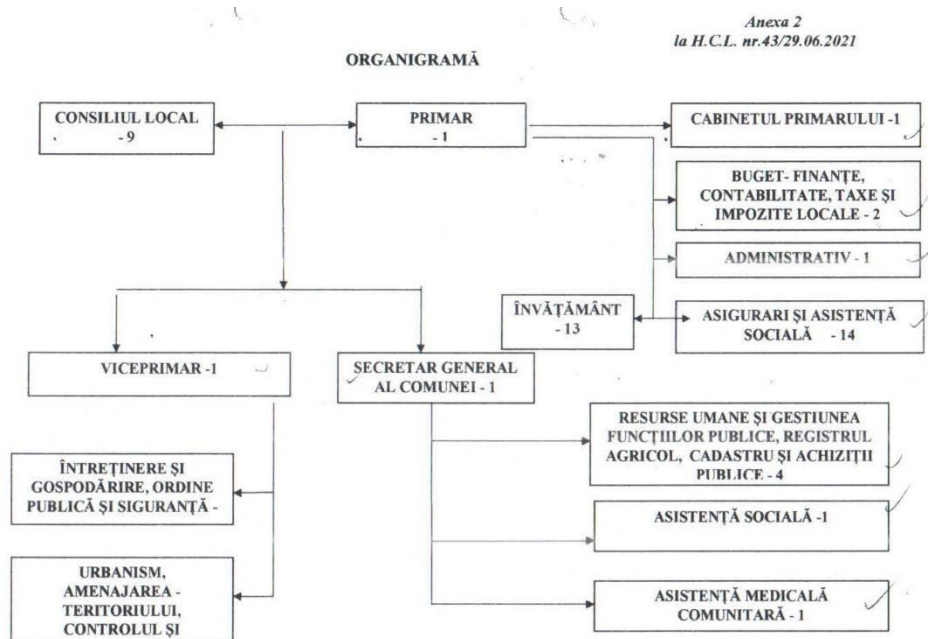 Anexa 2
la H.C.L. nr.43/29.06.2021
ORGANIGRAMĂ
CONSILIUL LOCAL
- 9
PRIMAR
- 1
CABINETUL PRIMARULUI -1
BUGET- FINANȚE,
CONTABILITATE, TAXE ȘI
IMPOZITE LOCALE - 2
ADMINISTRATIV - 1
ÎNVĂȚĂMÂNT
- 13
ASIGURARI ȘI ASISTENȚĂ
SOCIALĂ - 14
VICEPRIMAR -1
SECRETAR GENERAL
AL COMUNEI - 1
RESURSE UMANE ȘI GESTIUNEA
FUNCȚIILOR PUBLICE, REGISTRUL
AGRICOL, CADASTRU ȘI ACHIZIȚII
PUBLICE - 4
ÎNTREȚINERE ȘI
GOSPODĂRIRE, ORDINE
PUBLICĂ ȘI SIGURANȚĂ -
ASISTENȚĂ SOCIALĂ -1
URBANISM,
AMENAJAREA -
TERITORIULUI,
CONTROLUL ȘI
ASISTENȚĂ MEDICALĂ
COMUNITARĂ - 1